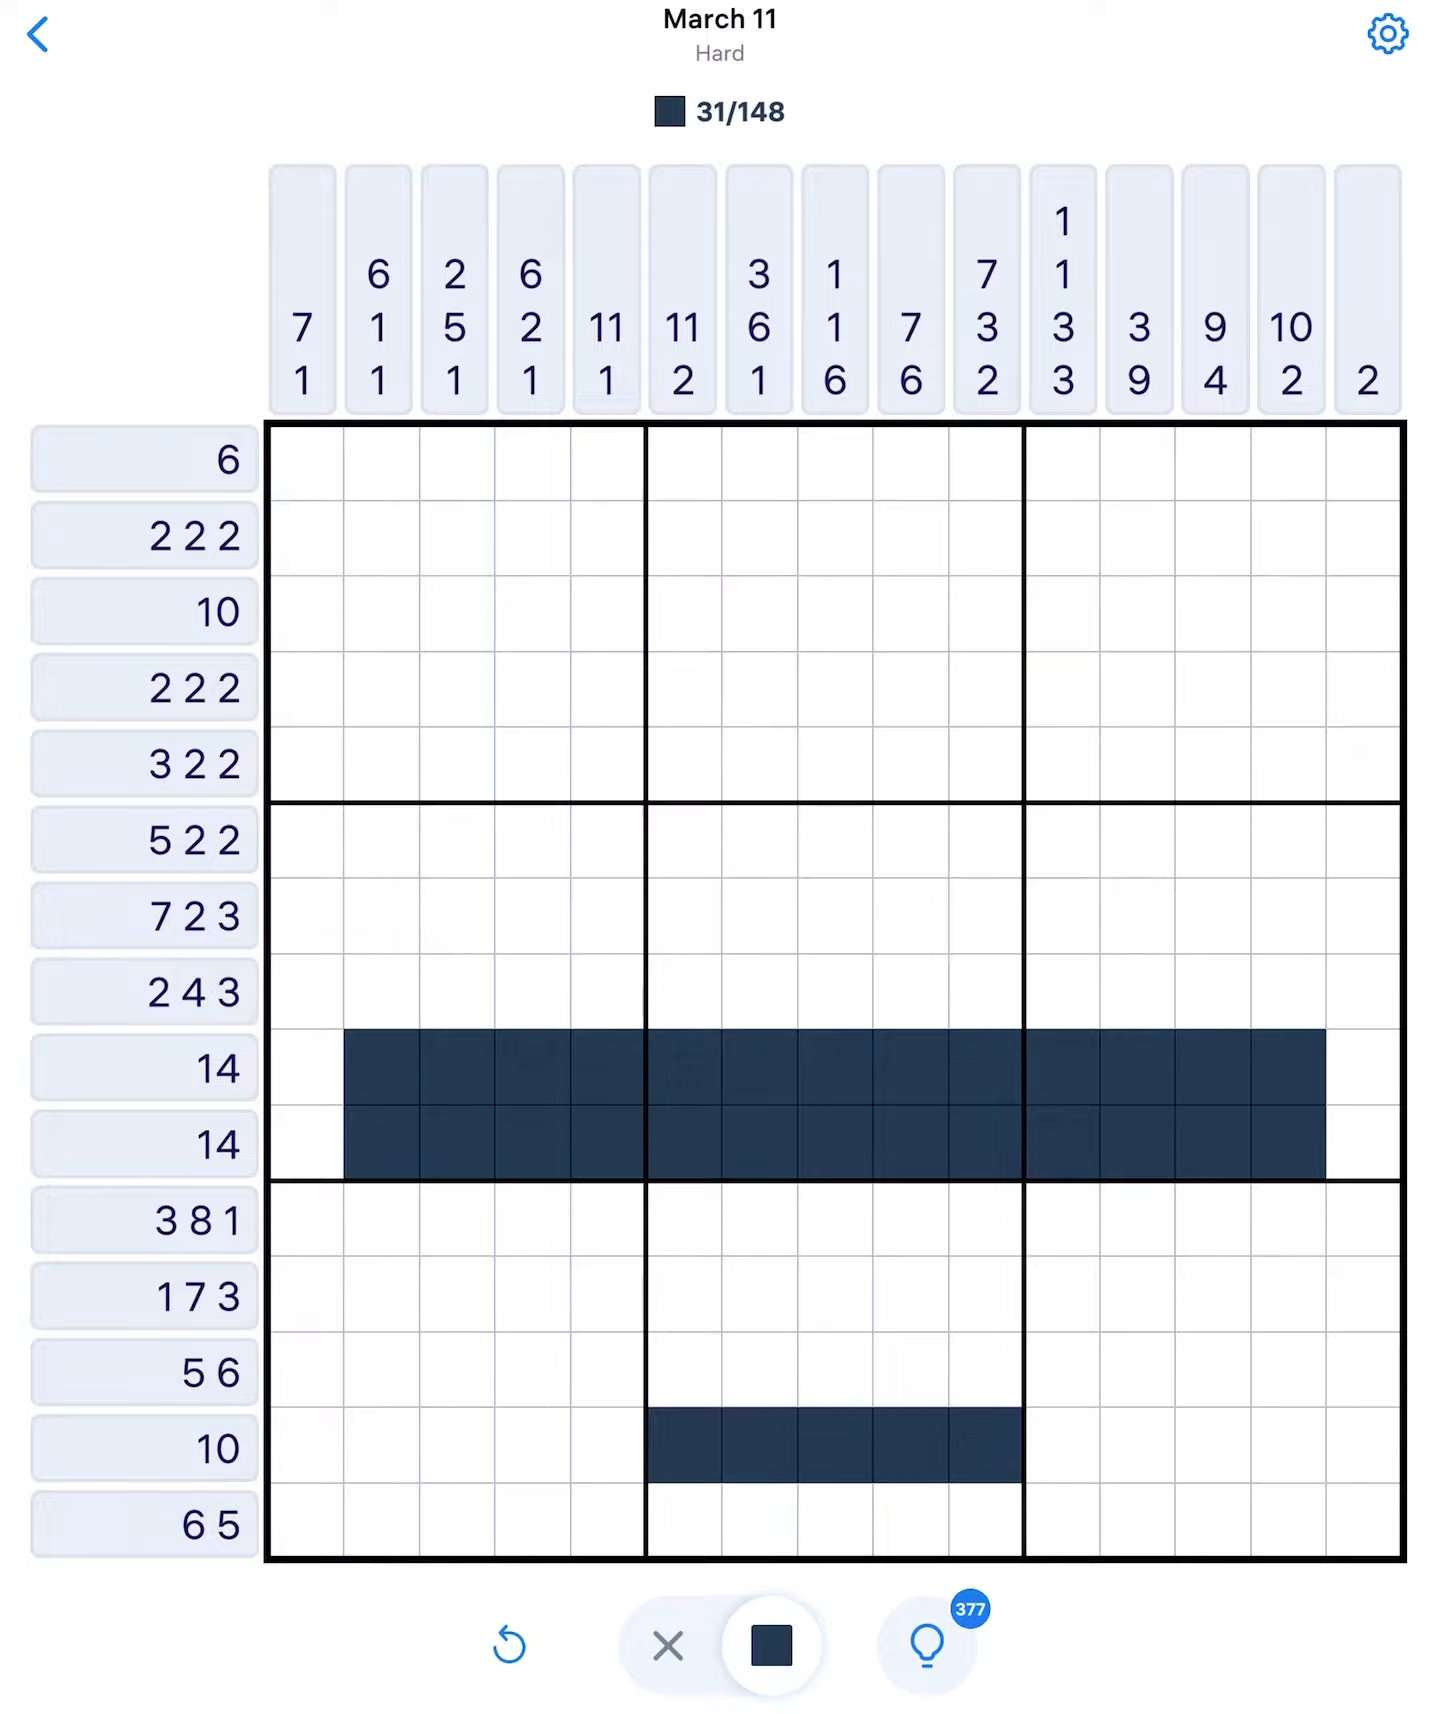 March 11
Hard
31/148
1
6 2 6 3 1 7 1
7 6 1 5 2 11 11 6 1 7 3 3 3 9 10
1 1 1 1 1 2 1 6 6 2 3 9 4 2 2
6
2 2 2
10
2 2 2
3 2 2
5 2 2
7 2 3
2 4 3
14
14
3 8 1
1 7 3
5 6
10
6 5
377